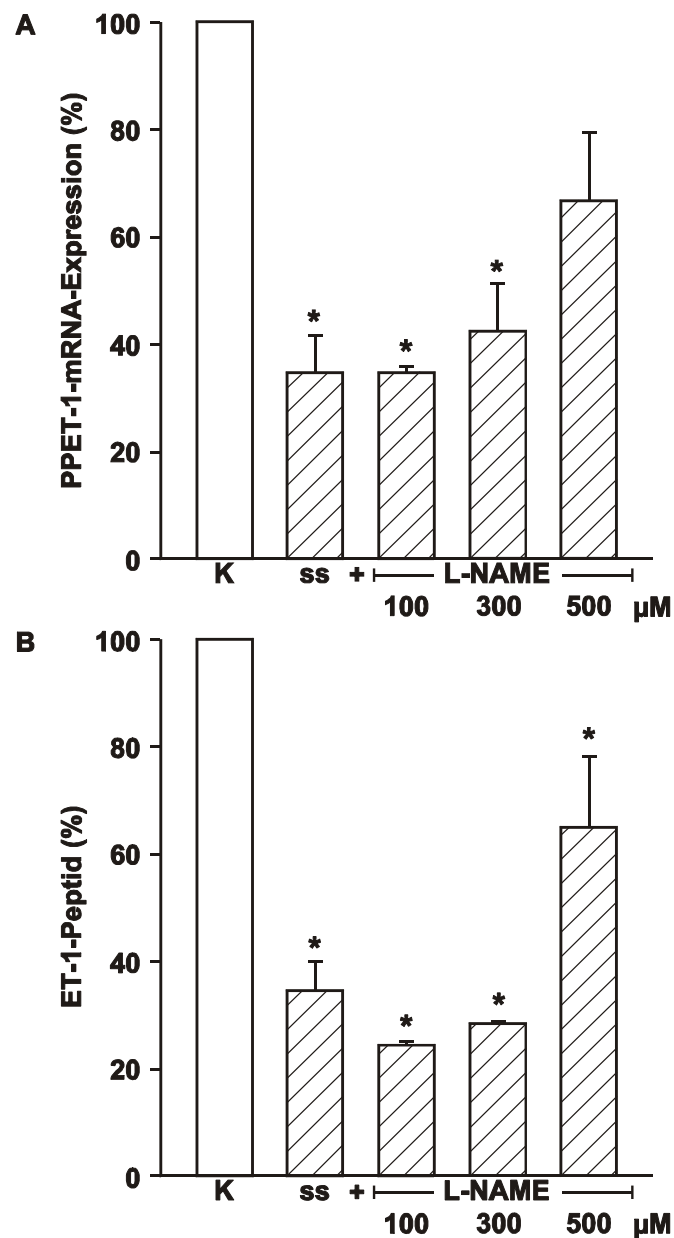 A
PPET-1-mRNA-Expression (%)
100
80
60
40
20
0
*
*
*
K ss + L-NAME
100 300 500 µM
B
ET-1-Peptid (%)
100
80
60
40
20
0
*
*
*
*
K ss + L-NAME
100 300 500 µM